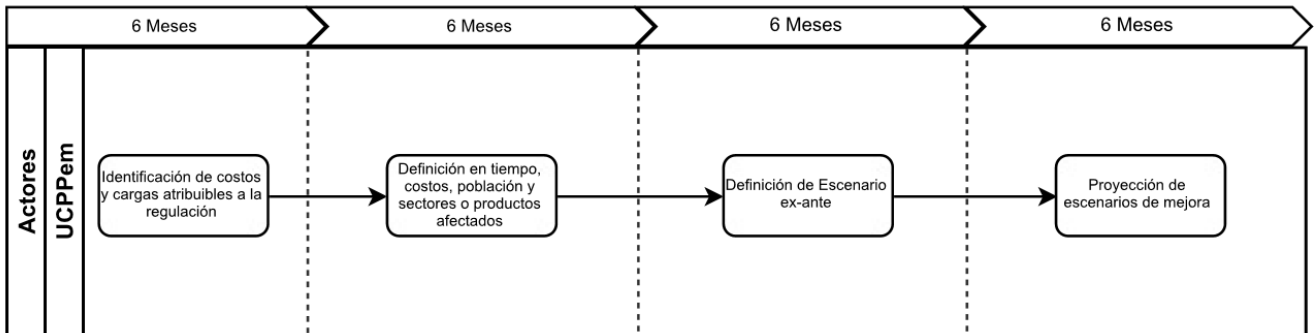 6 Meses
6 Meses
6 Meses
6 Meses
Actores
UCPPem
Identificación de costos
y cargas atribuibles a la
regulación
Definición en tiempo,
costos, población y
sectores o productos
afectados
Definición de Escenario
ex-ante
Proyección de
escenarios de mejora